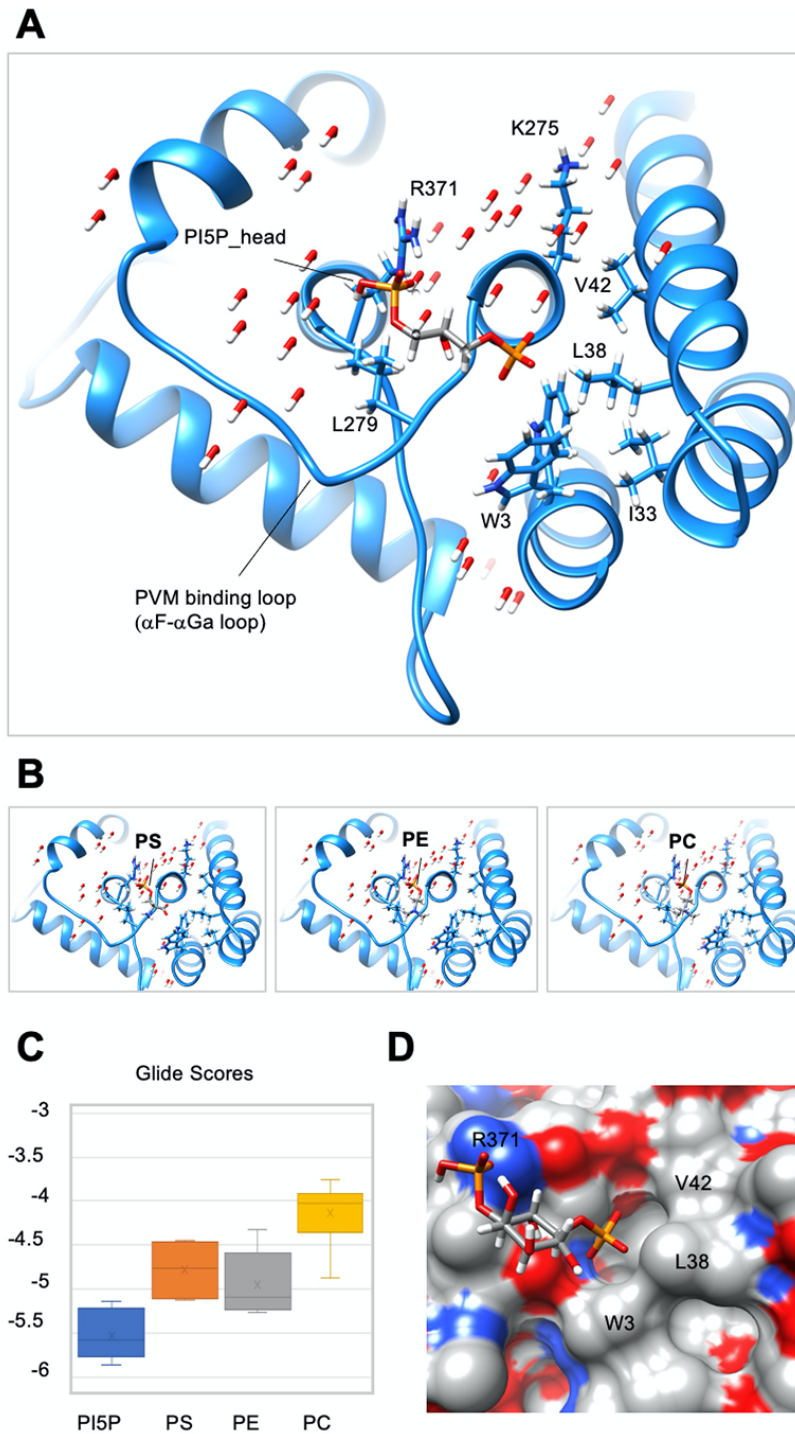 A
K275
R371
PI5P_head
V42
L38
L279
W3
I33
PVM binding loop
(αF-αGa loop)
B
PS
PE
PC
C
Glide Scores
-3
-3.5
-4
-4.5
-5
-5.5
-6
PI5P PS PE PC
D
R371
V42
L38
W3